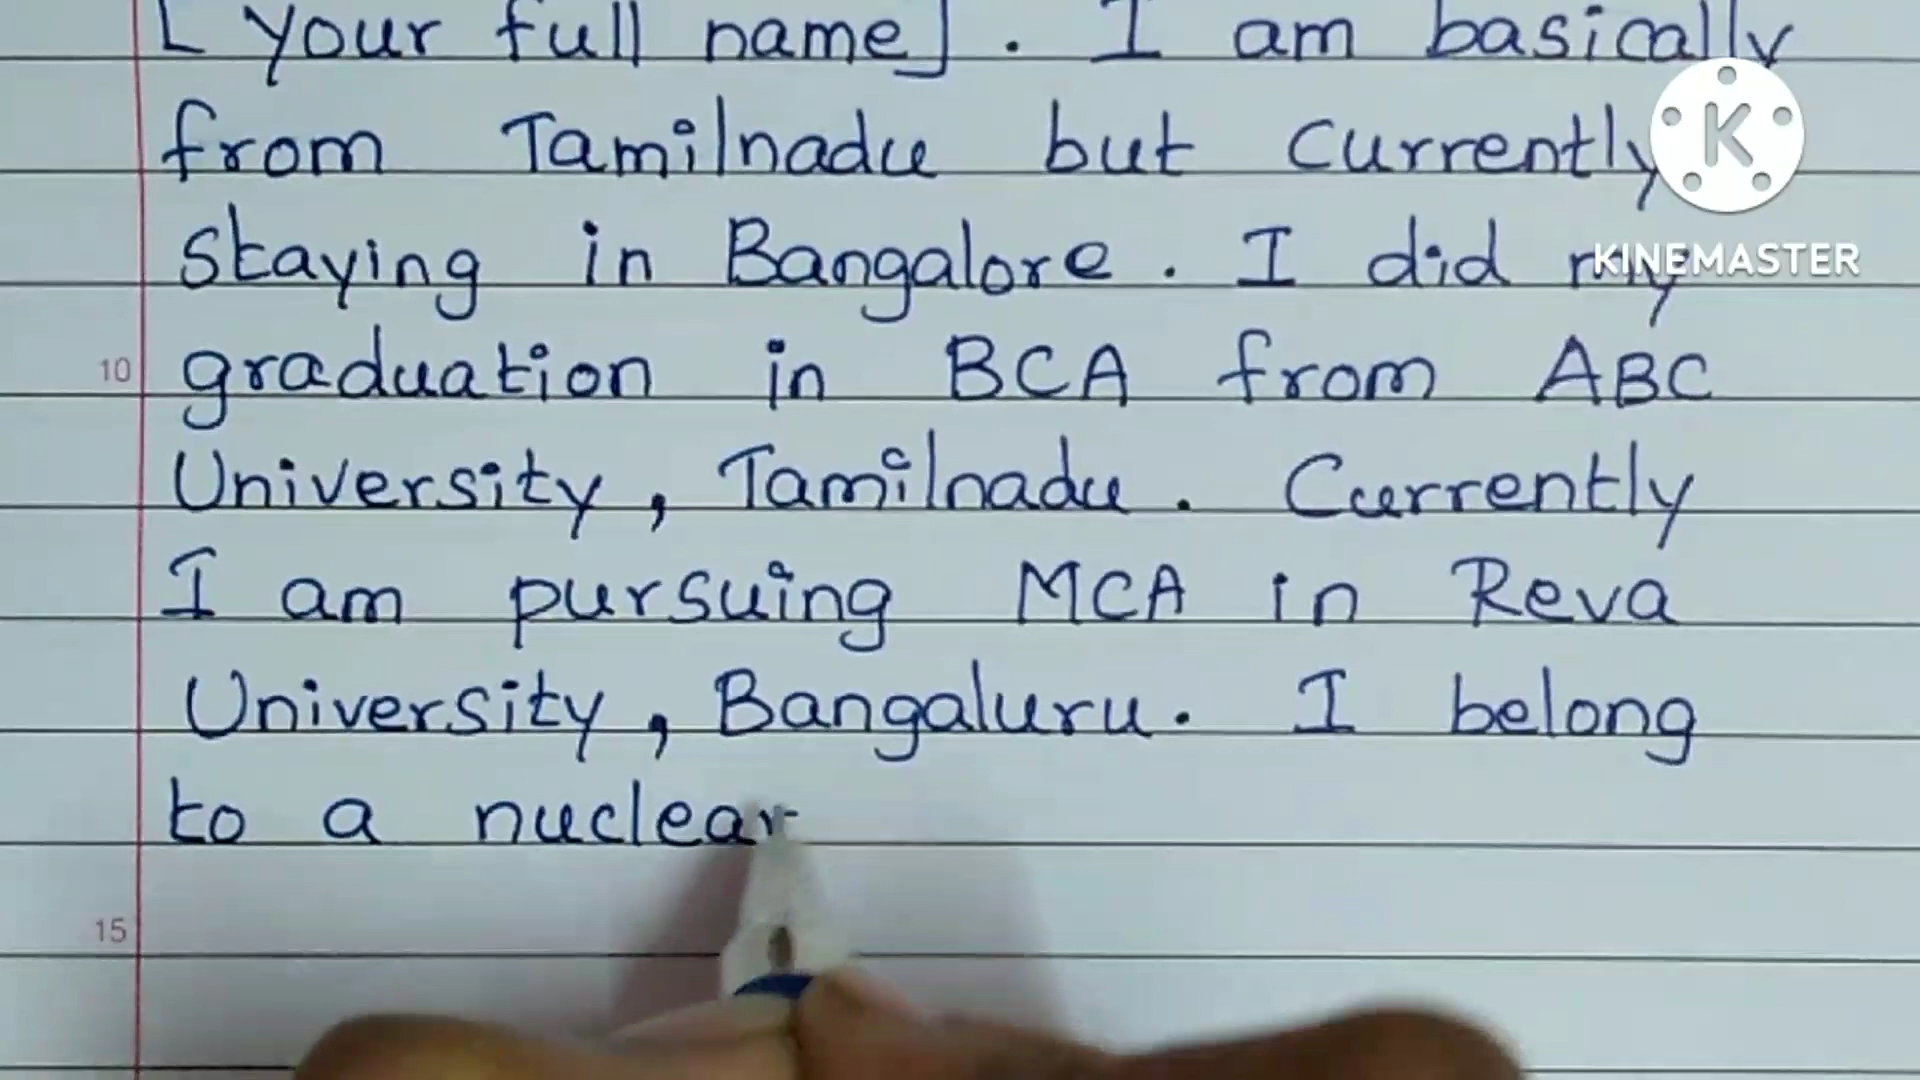 [your full name]. I am basically
from Tamilnadu but currently
K
staying in Bangalore. I did my
KINEMASTER
10
graduation in BCA from ABC
University, Tamilnadu. Currently
I am pursuing MCA in Reva
University, Bangaluru. I belong
to a nuclear
15